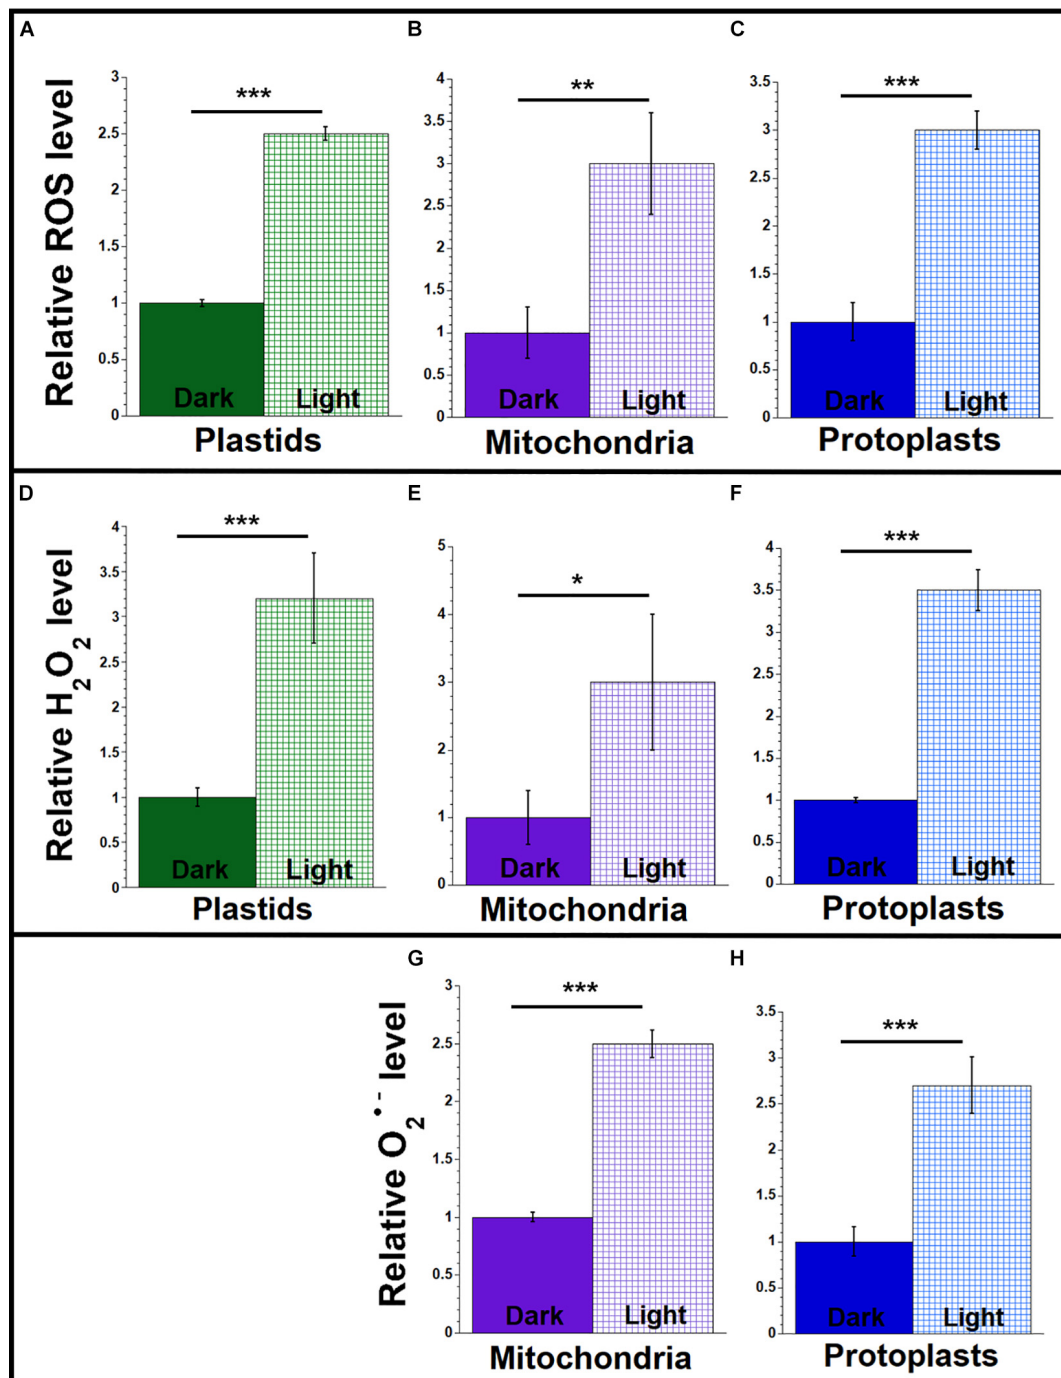 A
B
C
Relative ROS level
3
2.5
2
1.5
1
0.5
0
***
Dark
Light
Plastids
4
3.5
3
2.5
2
1.5
1
0.5
0
**
Dark
Light
Mitochondria
3.5
3
2.5
2
1.5
1
0.5
0
***
Dark
Light
Protoplasts
D
E
F
Relative H2O2 level
4
3.5
3
2.5
2
1.5
1
0.5
0
***
Dark
Light
Plastids
5
4
3
2
1
0
*
Dark
Light
Mitochondria
4
3.5
3
2.5
2
1.5
1
0.5
0
***
Dark
Light
Protoplasts
G
H
Relative O2•- level
3
2.5
2
1.5
1
0.5
0
***
Dark
Light
Mitochondria
3.5
3
2.5
2
1.5
1
0.5
0
***
Dark
Light
Protoplasts